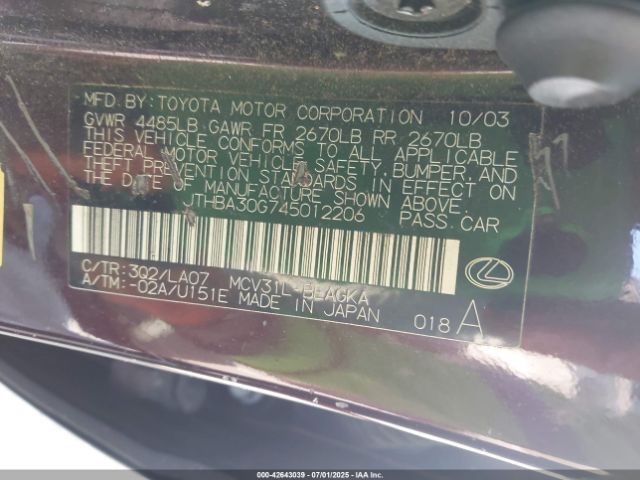 MFD. BY: TOYOTA MOTOR CORPORATION 10/03
GVWR 4485LB GAWR FR 2670LB RR 2670LB
THIS VEHICLE CONFORMS TO ALL APPLICABLE
FEDERAL MOTOR VEHICLE SAFETY, BUMPER, AND
THEFT PREVENTION STANDARDS IN EFFECT ON
THE DATE OF MANUFACTURE SHOWN ABOVE.
JTHBA30G745012206 PASS. CAR
C/TR: 3Q2/LA07 MCV31L-BEAGKA
A/TM: -02A/U151E MADE IN JAPAN 018 A
000-42643039 | 07/01/2025 | IAAI.COM